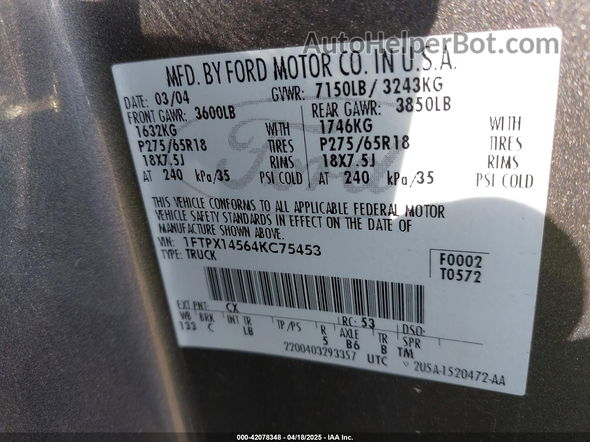 AutoHelperBot.com
MFD. BY FORD MOTOR CO. IN U.S.A.
DATE: 03/04 GVWR: 7150LB/ 3243KG
FRONT GAWR: 3600LB REAR GAWR: 3850LB
1632KG WITH 1746KG WITH
P275/65R18 TIRES P275/65R18 TIRES
18X7.5J RIMS 18X7.5J RIMS
AT 240 kPa/35 PSI COLD AT 240 kPa/35 PSI COLD
THIS VEHICLE CONFORMS TO ALL APPLICABLE FEDERAL MOTOR
VEHICLE SAFETY STANDARDS IN EFFECT ON THE DATE OF
MANUFACTURE SHOWN ABOVE.
1FTPX14564KC75453
TYPE: TRUCK
F0002
T0572
EXT.PNT: CX RC: 53 DSO:
WB BRK INT TR TP/PS R AXLE TR SPR
133 C LB 5 B6 B TM
2200403293357 UTC
▽ 2U5A-1520472-AA
Ford
000-42078348 - 04/18/2025 - IAA Inc.